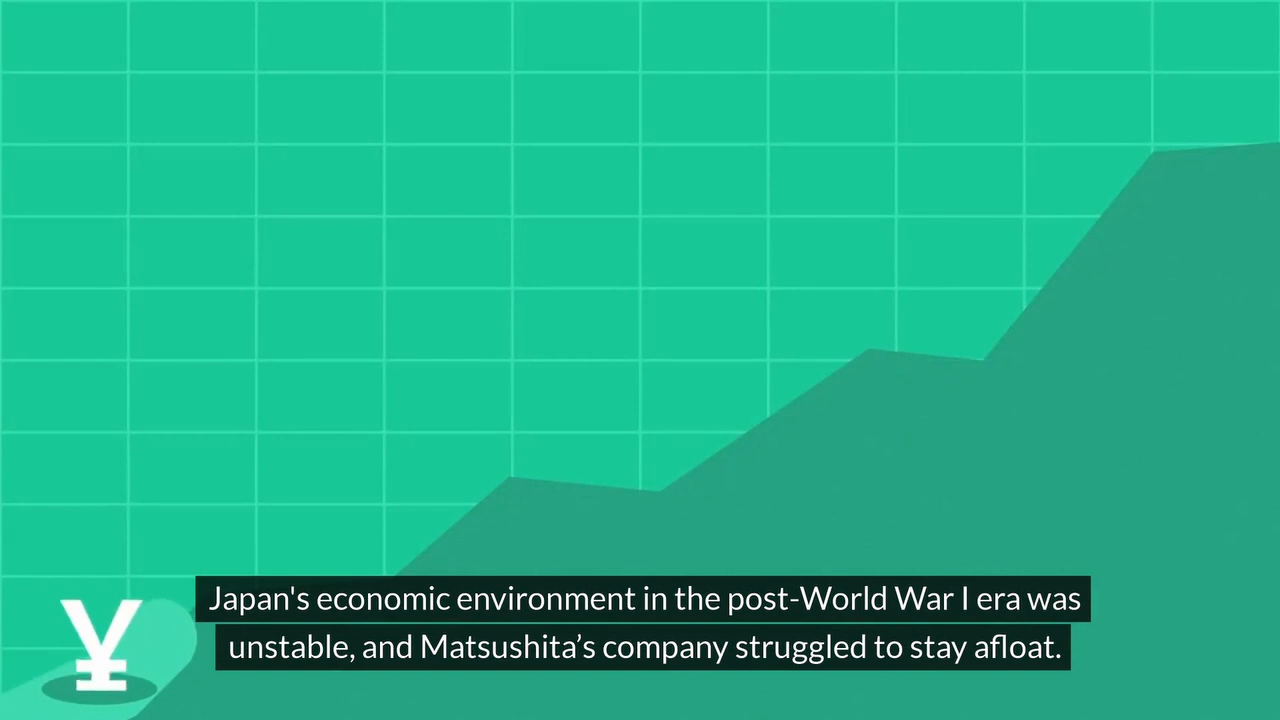 ¥
Japan's economic environment in the post-World War I era was
unstable, and Matsushita’s company struggled to stay afloat.